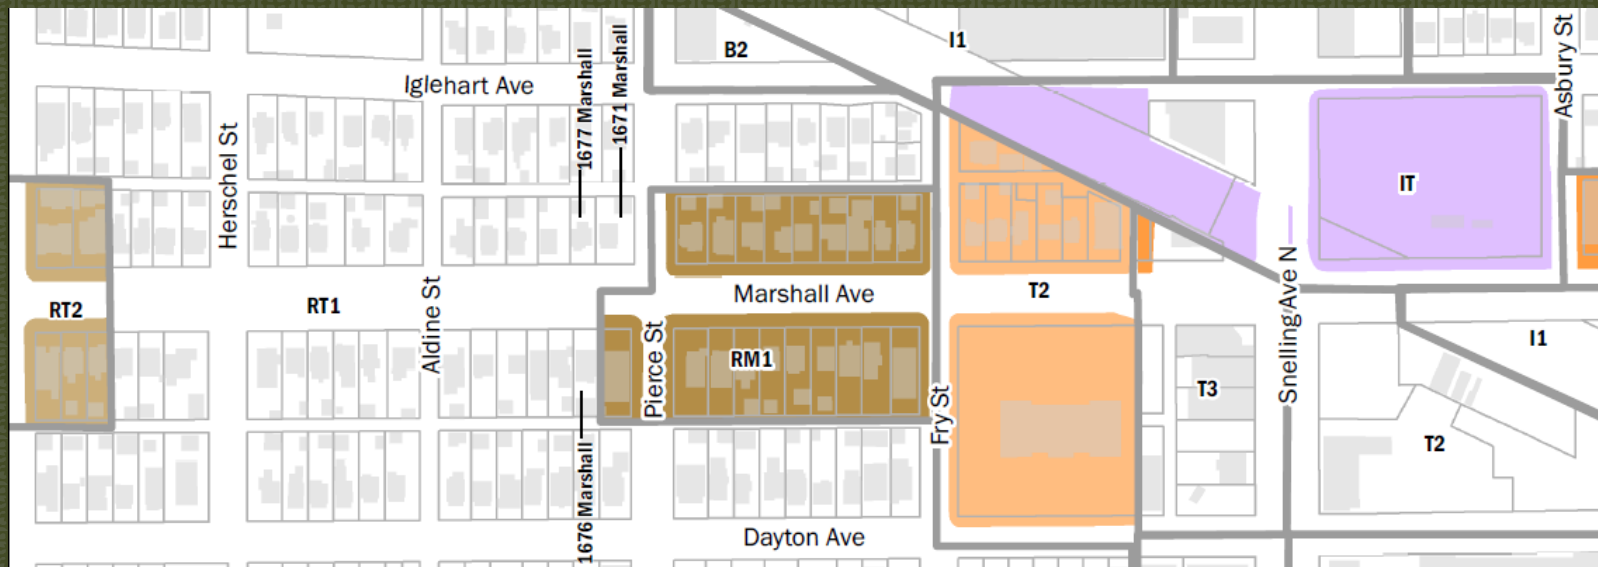 I1
B2
Asbury St
Iglehart Ave
1677 Marshall
1671 Marshall
Herschel St
IT
RT2
RT1
Aldine St
Marshall Ave
T2
Snelling Ave N
Pierce St
RM1
I1
T3
Fry St
T2
1676 Marshall
Dayton Ave